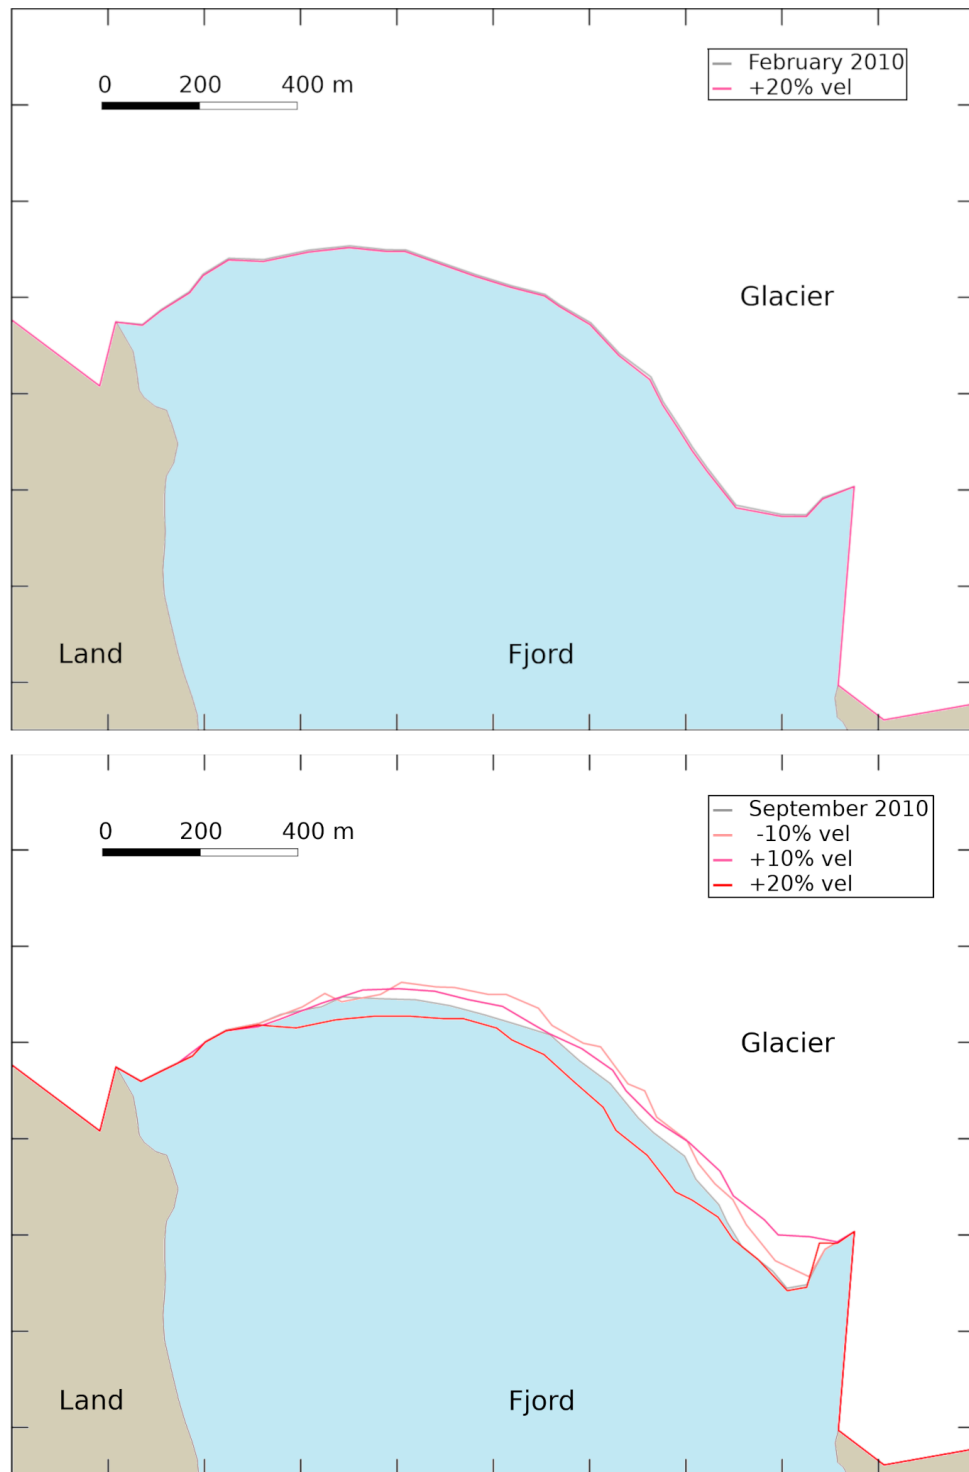 0 200 400 m
February 2010
+20% vel
Glacier
Land
Fjord
0 200 400 m
September 2010
-10% vel
+10% vel
+20% vel
Glacier
Land
Fjord